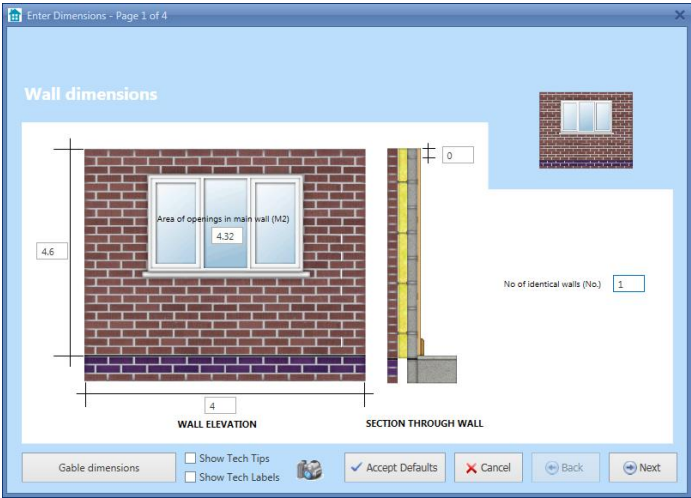 Enter Dimensions - Page 1 of 4
Wall dimensions
0
Area of openings in main wall (M2)
4.32
4.6
No of identical walls (No.)
1
4
WALL ELEVATION
SECTION THROUGH WALL
Gable dimensions
Show Tech Tips
Show Tech Labels
Accept Defaults
Cancel
Back
Next